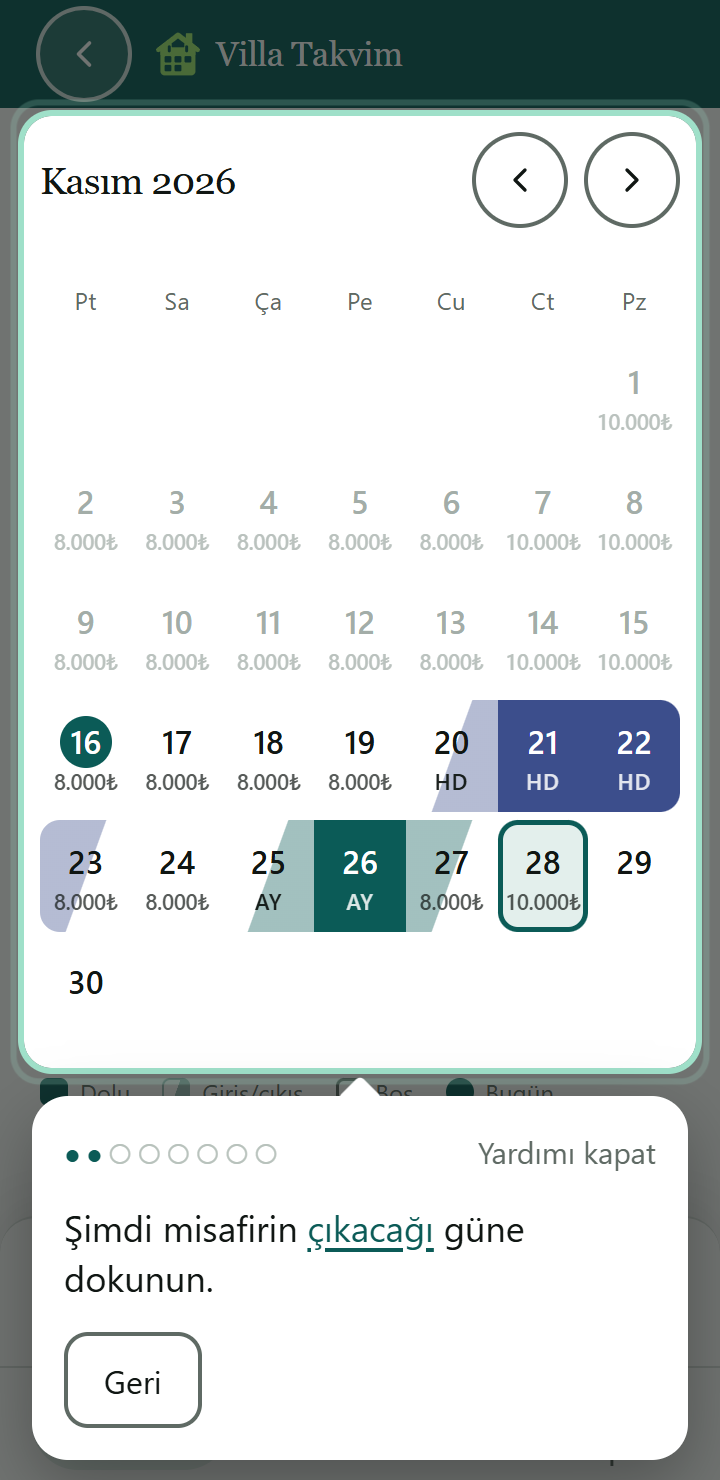 Villa Takvim
Kasım 2026
Pt Sa Ça Pe Cu Ct Pz
1
10.000₺
2 3 4 5 6 7 8
8.000₺ 8.000₺ 8.000₺ 8.000₺ 8.000₺ 10.000₺ 10.000₺
9 10 11 12 13 14 15
8.000₺ 8.000₺ 8.000₺ 8.000₺ 8.000₺ 10.000₺ 10.000₺
16 17 18 19 20 21 22
8.000₺ 8.000₺ 8.000₺ 8.000₺ HD HD HD
23 24 25 26 27 28 29
8.000₺ 8.000₺ AY AY 8.000₺ 10.000₺
30
Dolu Giriş/çıkış Boş Bugün
Yardımı kapat
Şimdi misafirin çıkacağı güne
dokunun.
Geri